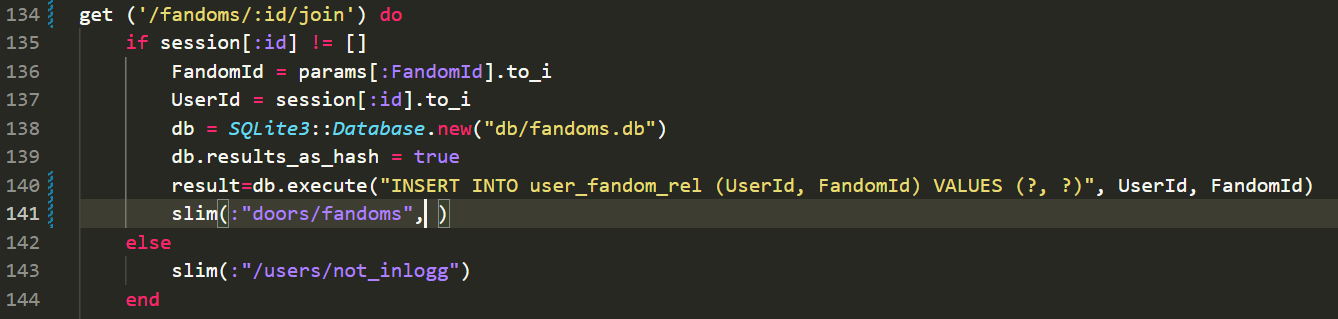 134 get ('/fandoms/:id/join') do
135     if session[:id] != []
136         FandomId = params[:FandomId].to_i
137         UserId = session[:id].to_i
138         db = SQLite3::Database.new("db/fandoms.db")
139         db.results_as_hash = true
140         result=db.execute("INSERT INTO user_fandom_rel (UserId, FandomId) VALUES (?, ?)", UserId, FandomId)
141         slim(:"doors/fandoms", )
142     else
143         slim(:"/users/not_inlogg")
144     end